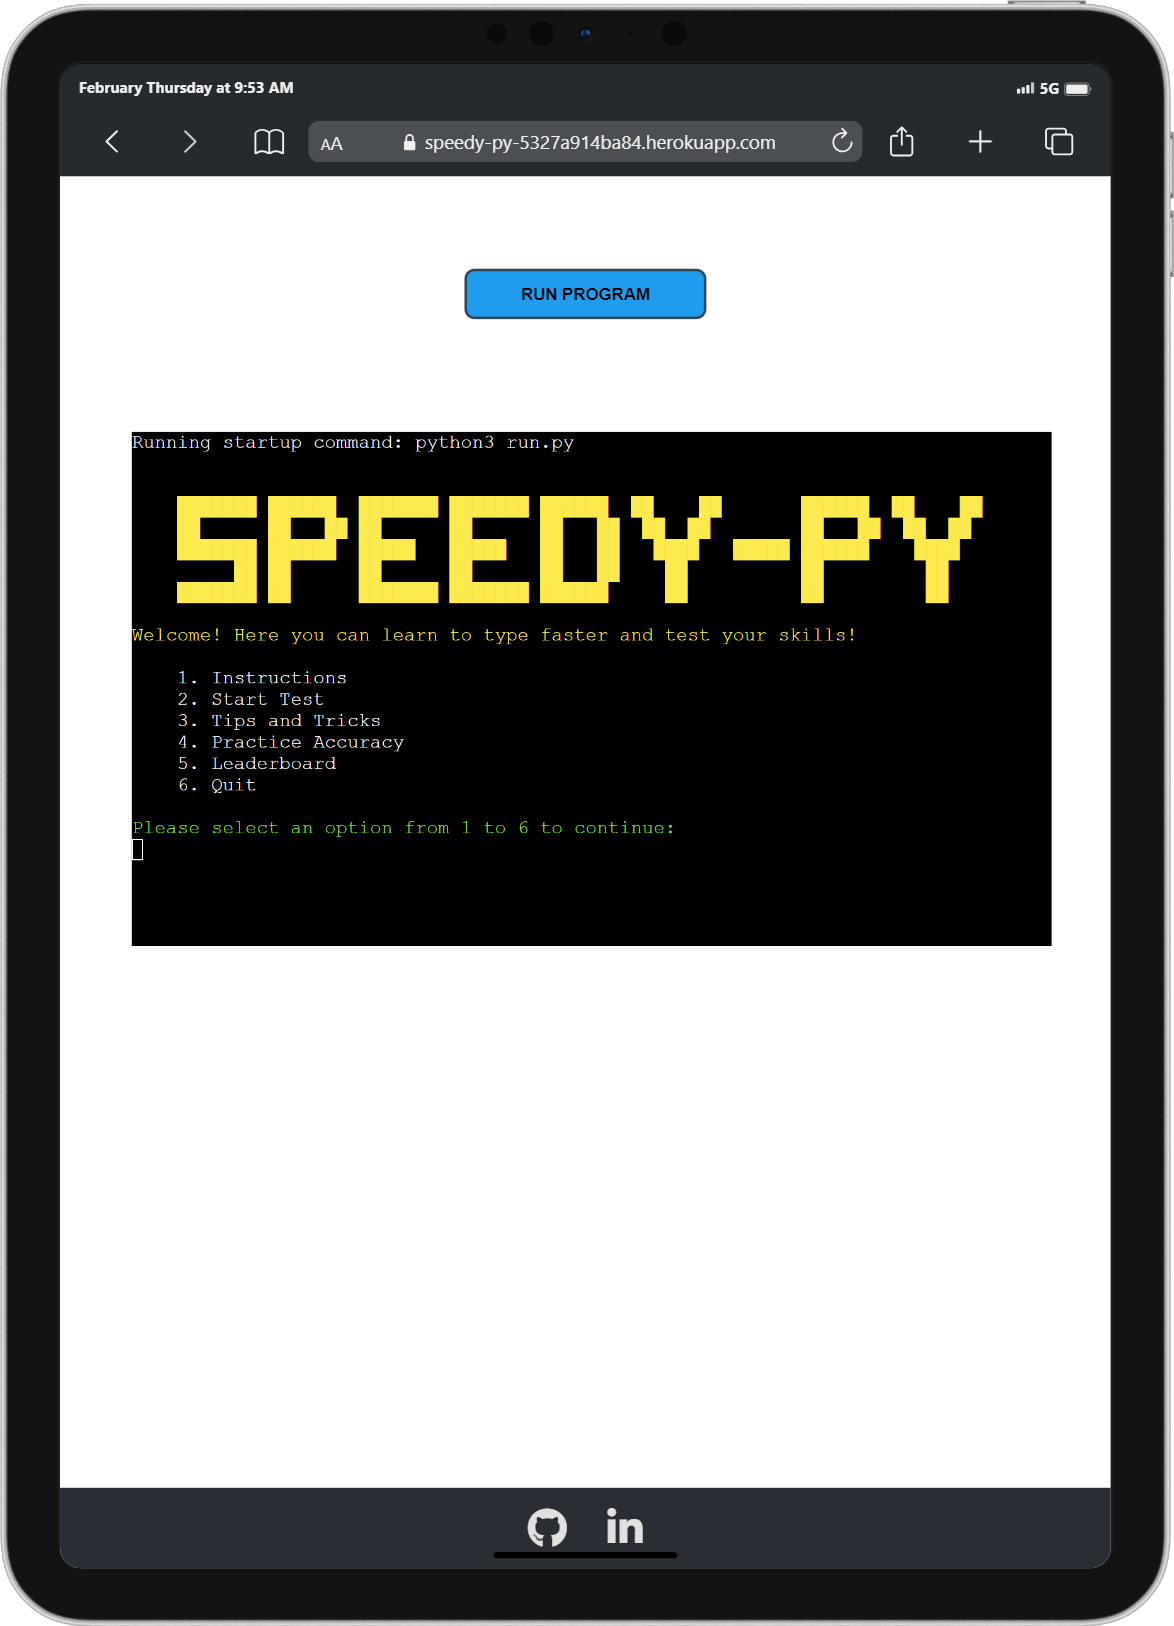 February Thursday at 9:53 AM
5G
AA
speedy-py-5327a914ba84.herokuapp.com
RUN PROGRAM
Running startup command: python3 run.py
SPEEDY-PY
Welcome! Here you can learn to type faster and test your skills!
1. Instructions
2. Start Test
3. Tips and Tricks
4. Practice Accuracy
5. Leaderboard
6. Quit
Please select an option from 1 to 6 to continue:
in